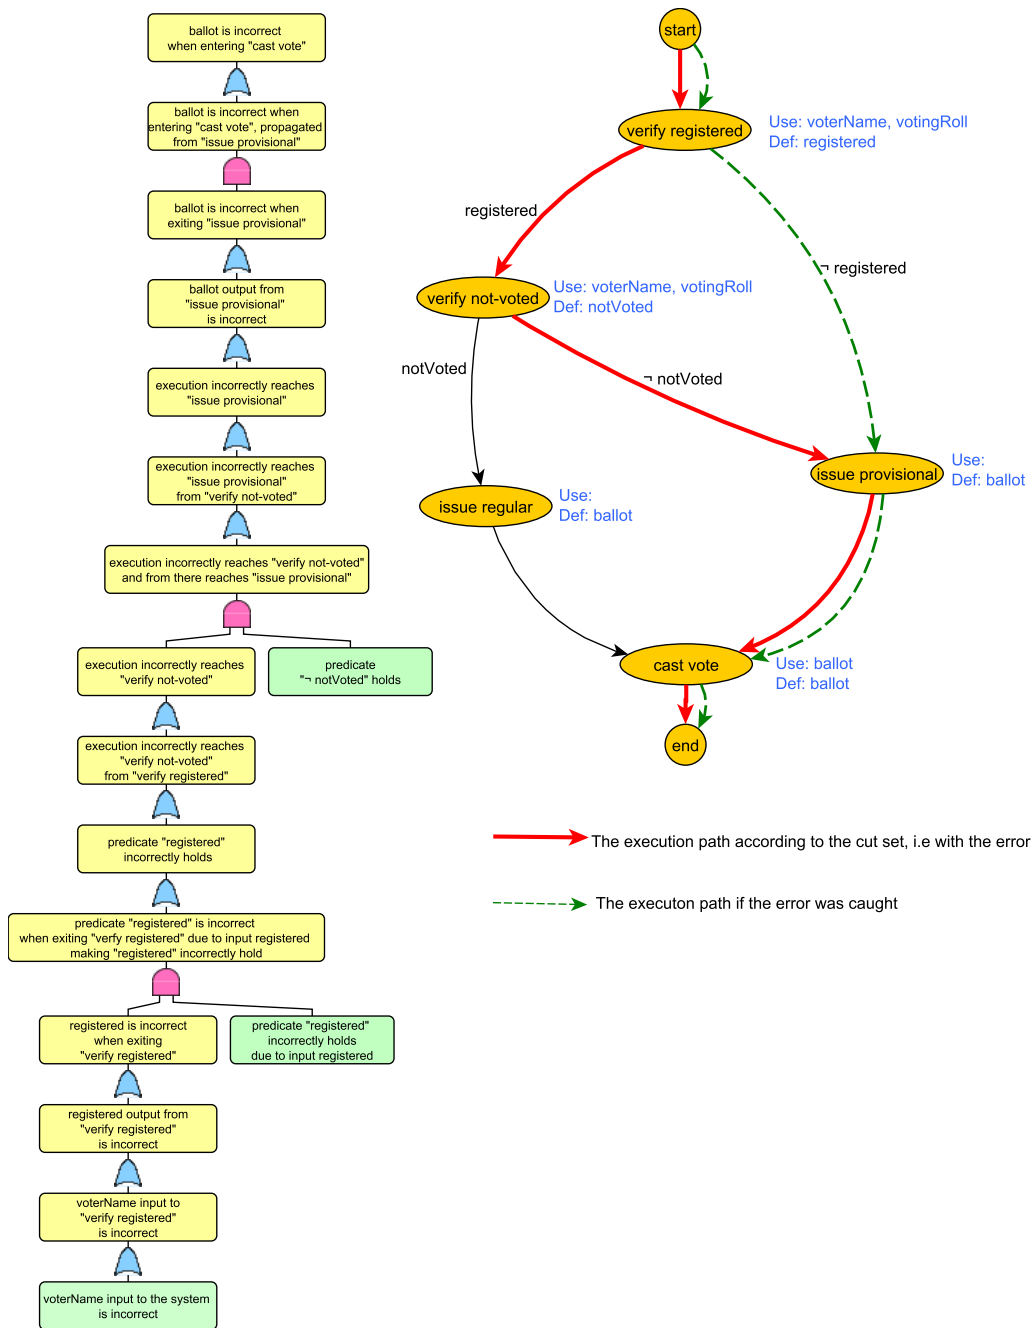 ballot is incorrect
when entering "cast vote"
ballot is incorrect when
entering "cast vote", propagated
from "issue provisional"
ballot is incorrect when
exiting "issue provisional"
ballot output from
"issue provisional"
is incorrect
execution incorrectly reaches
"issue provisional"
execution incorrectly reaches
"issue provisional"
from "verify not-voted"
execution incorrectly reaches "verify not-voted"
and from there reaches "issue provisional"
execution incorrectly reaches
"verify not-voted"
predicate
"¬ notVoted" holds
execution incorrectly reaches
"verify not-voted"
from "verify registered"
predicate "registered"
incorrectly holds
predicate "registered" is incorrect
when exiting "verfy registered" due to input registered
making "registered" incorrectly hold
registered is incorrect
when exiting
"verify registered"
predicate "registered"
incorrectly holds
due to input registered
registered output from
"verify registered"
is incorrect
voterName input to
"verify registered"
is incorrect
voterName input to the system
is incorrect
start
verify registered
Use: voterName, votingRoll
Def: registered
registered
¬ registered
verify not-voted
Use: voterName, votingRoll
Def: notVoted
notVoted
¬ notVoted
issue provisional
Use:
Def: ballot
issue regular
Use:
Def: ballot
cast vote
Use: ballot
Def: ballot
end
The execution path according to the cut set, i.e with the error
The executon path if the error was caught